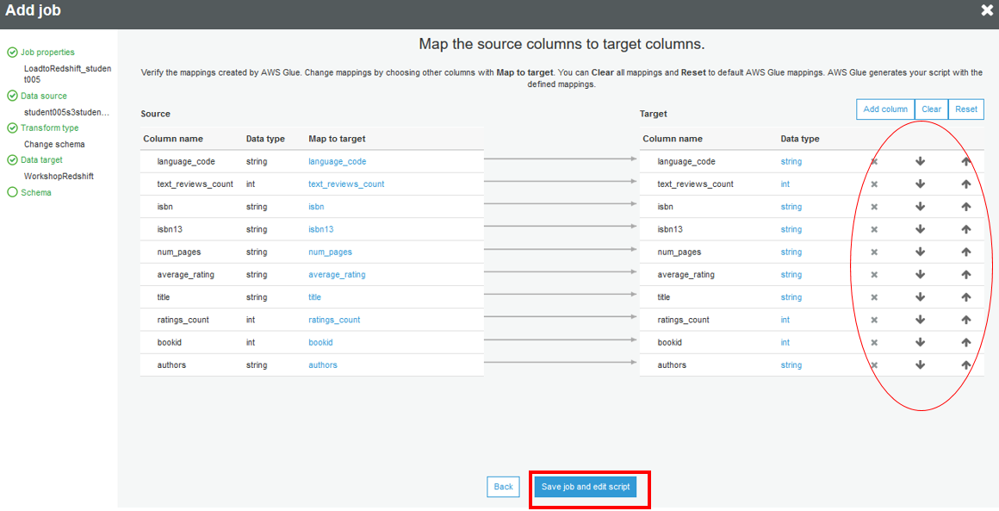 Add job
Job properties
LoadtoRedshift_studen
t005
Data source
student005s3studen...
Transform type
Change schema
Data target
WorkshopRedshift
Schema
Map the source columns to target columns.
Verify the mappings created by AWS Glue. Change mappings by choosing other columns with Map to target. You can Clear all mappings and Reset to default AWS Glue mappings. AWS Glue generates your script with the
defined mappings.
Add column Clear Reset
Source Target
Column name Data type Map to target Column name Data type
language_code string language_code language_code string
text_reviews_count int text_reviews_count text_reviews_count int
isbn string isbn isbn string
isbn13 string isbn13 isbn13 string
num_pages string num_pages num_pages string
average_rating string average_rating average_rating string
title string title title string
ratings_count int ratings_count ratings_count int
bookid int bookid bookid int
authors string authors authors string
Back Save job and edit script